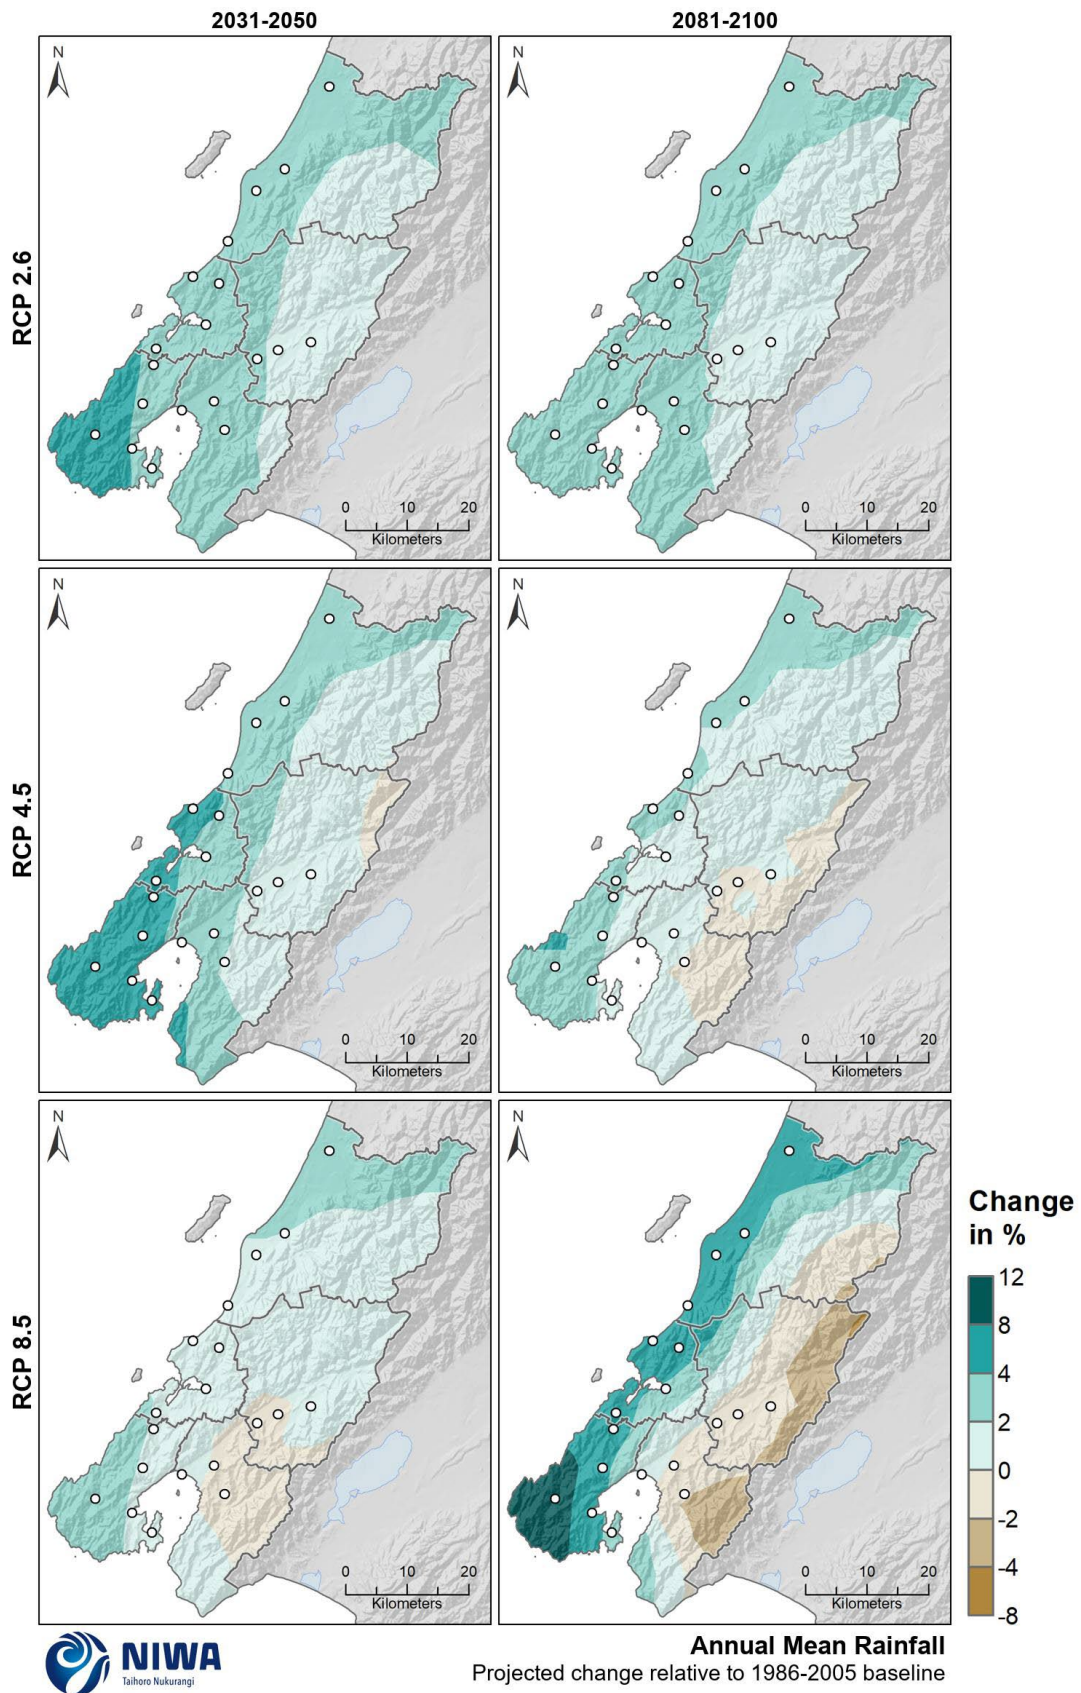 2031-2050
2081-2100
RCP 2.6
N
0 10 20
Kilometers
N
0 10 20
Kilometers
RCP 4.5
N
0 10 20
Kilometers
N
0 10 20
Kilometers
RCP 8.5
N
0 10 20
Kilometers
N
0 10 20
Kilometers
Change
in %
12
8
4
2
0
-2
-4
-8
NIWA
Taihoro Nukurangi
Annual Mean Rainfall
Projected change relative to 1986-2005 baseline